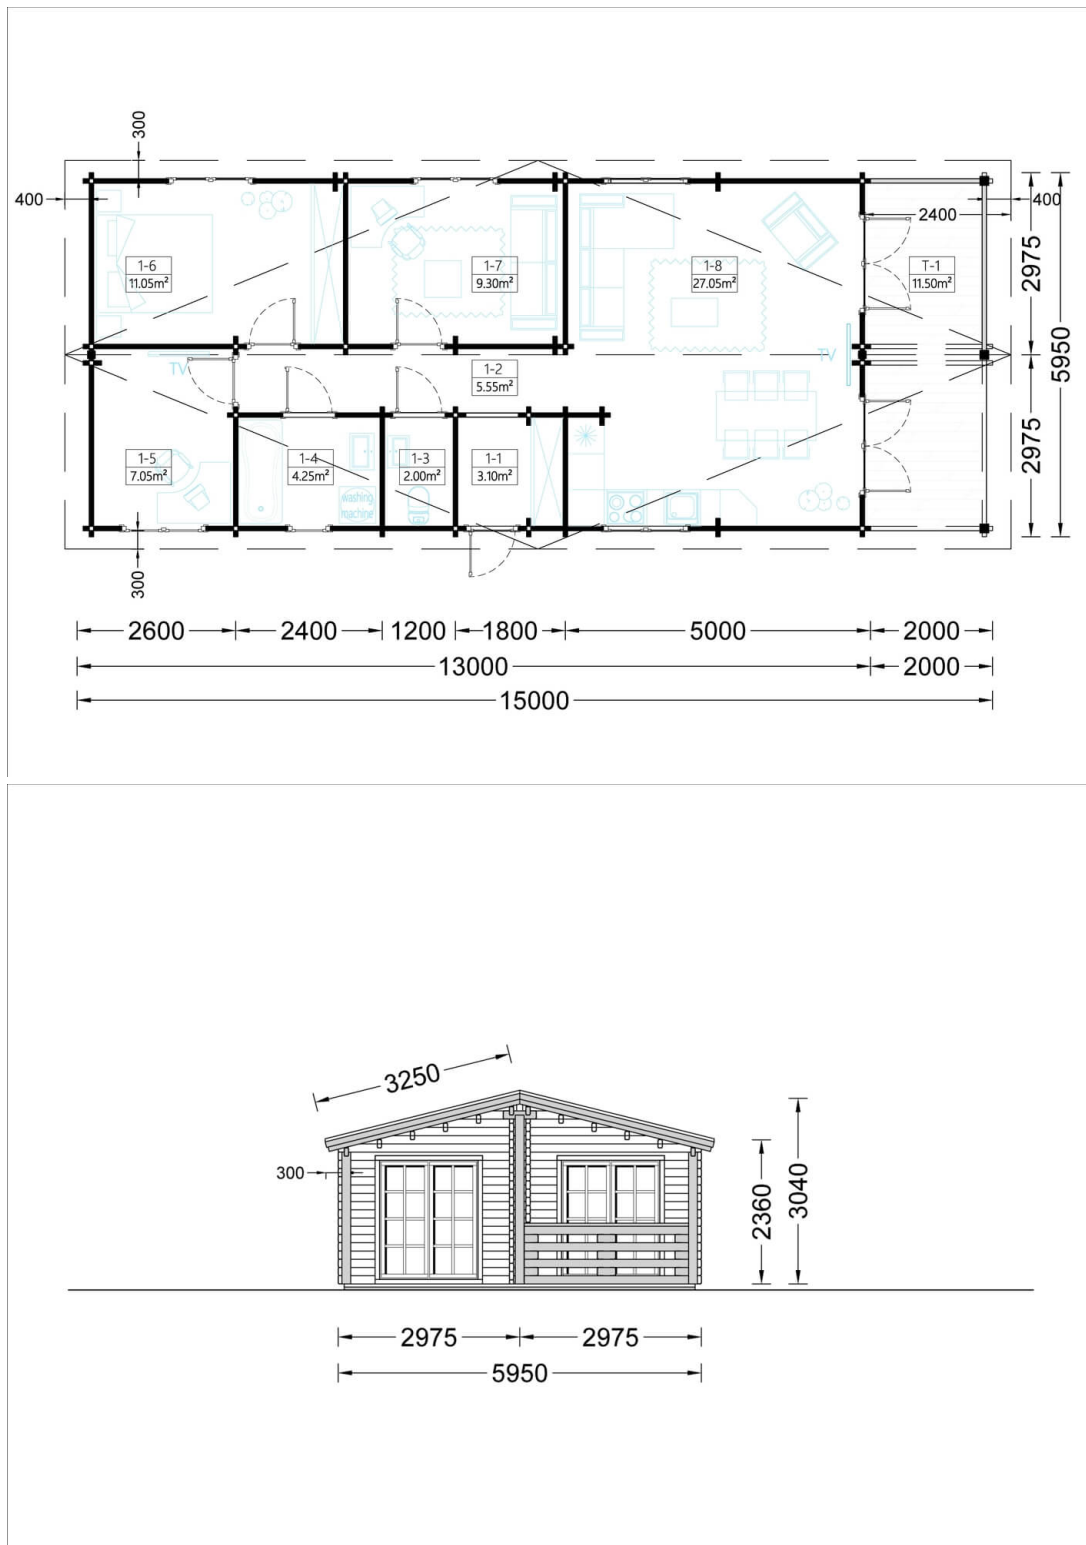 300
400
2400
400
1-6
11.05m²
1-7
9.30m²
1-8
27.05m²
T-1
11.50m²
2975
5950
TV
TV
1-2
5.55m²
1-5
7.05m²
1-4
4.25m²
1-3
2.00m²
1-1
3.10m²
2975
washing
machine
300
2600 2400 1200 1800 5000 2000
13000 2000
15000
3250
300
2360
3040
2975 2975
5950